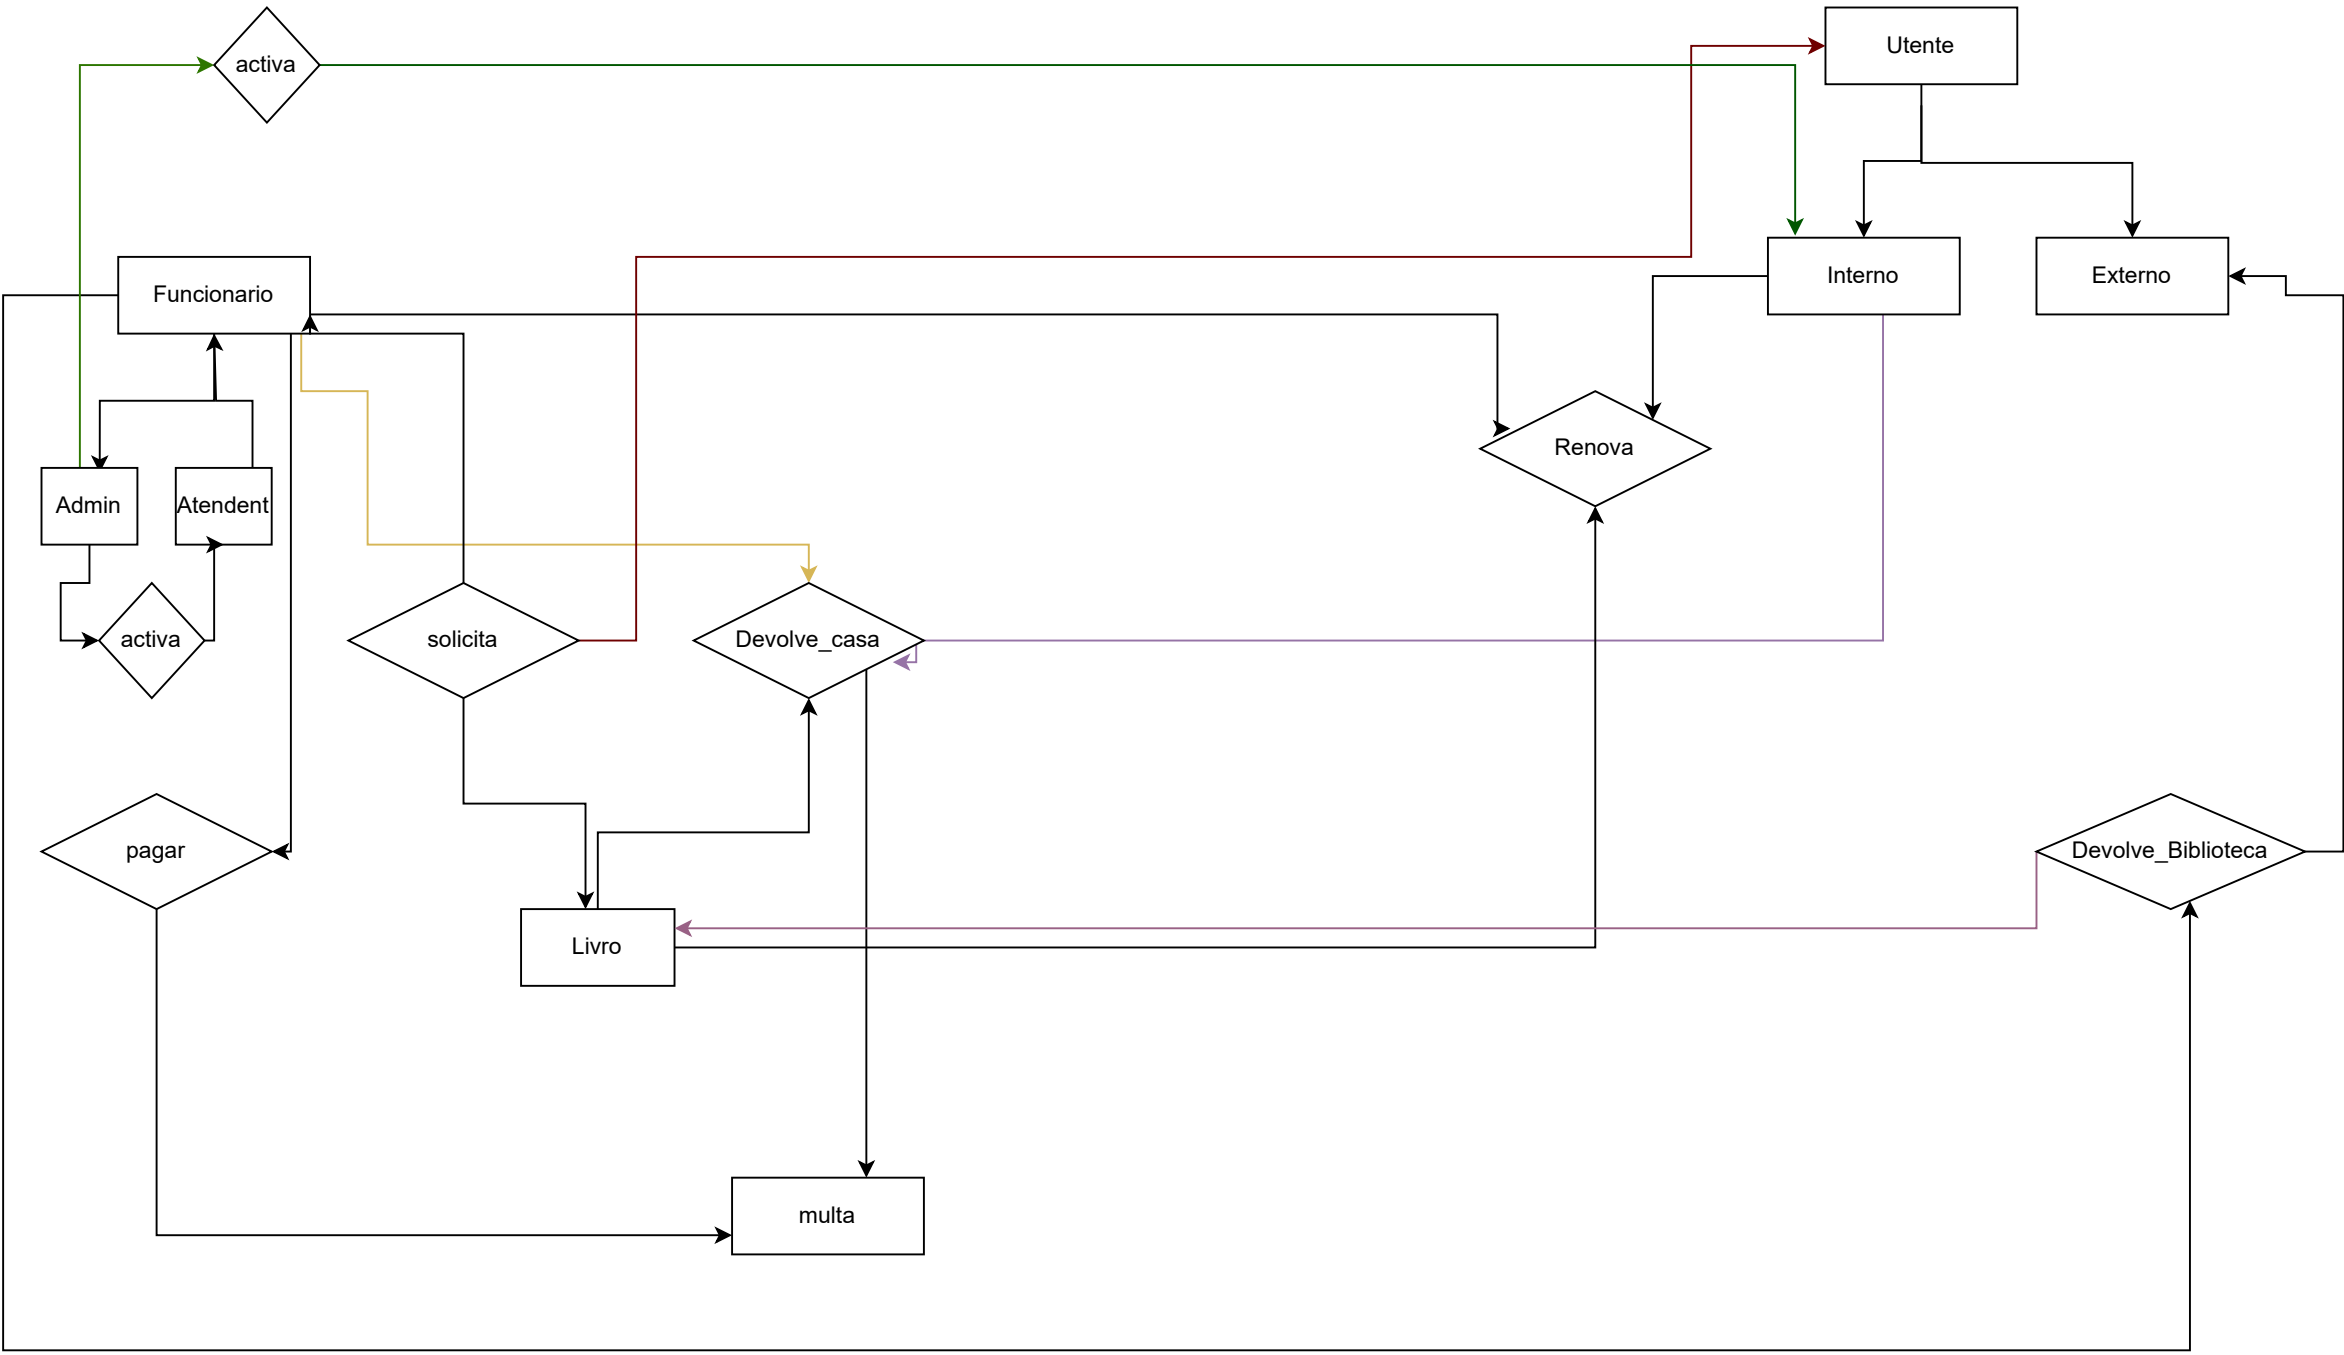 activa
Utente
Funcionario
Interno
Externo
Renova
Admin
Atendent
activa
solicita
Devolve_casa
pagar
Devolve_Biblioteca
Livro
multa